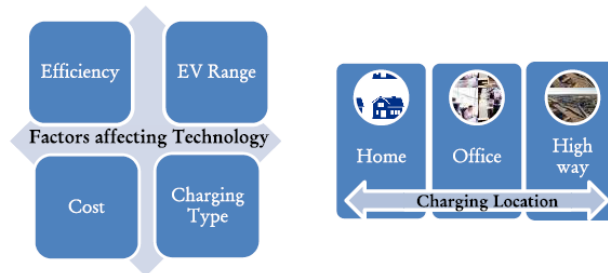 Efficiency
EV Range
Factors affecting Technology
Cost
Charging
Type
Home
Office
High
way
Charging Location